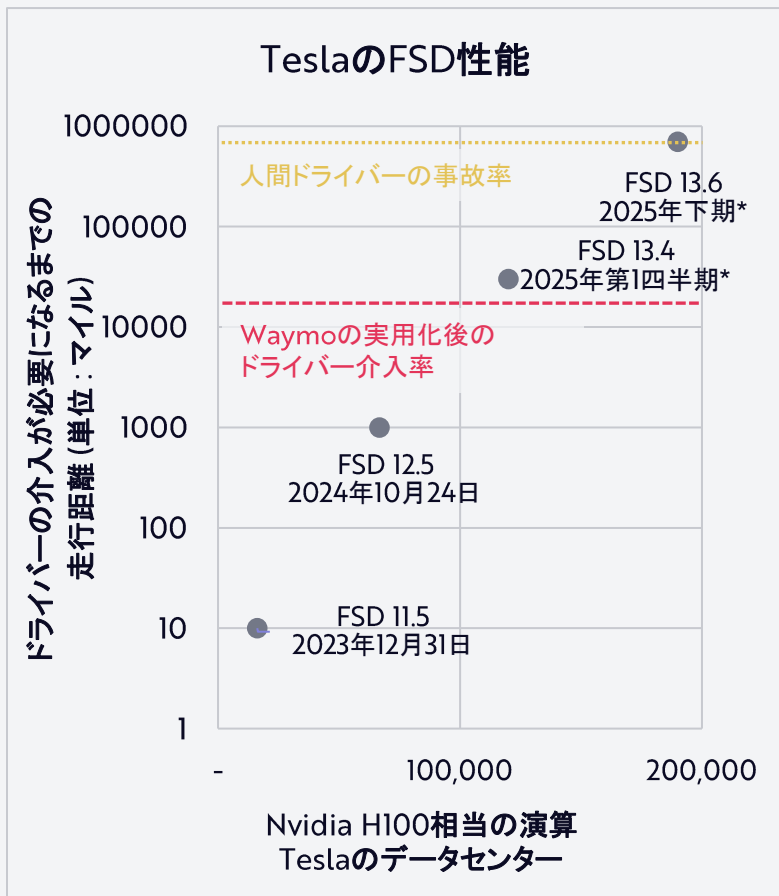 TeslaのFSD性能
ドライバーの介入が必要になるまでの
走行距離（単位：マイル）
1000000
100000
10000
1000
100
10
1
人間ドライバーの事故率
FSD 13.6
2025年下期*
FSD 13.4
2025年第1四半期*
Waymoの実用化後の
ドライバー介入率
FSD 12.5
2024年10月24日
FSD 11.5
2023年12月31日
-
100,000
200,000
Nvidia H100相当の演算
Teslaのデータセンター